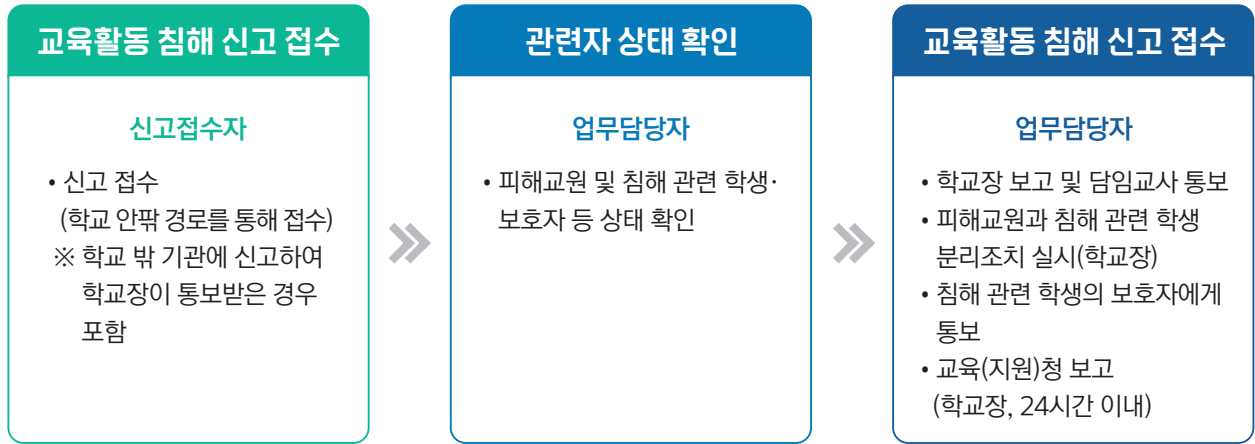 교육활동 침해 신고 접수
신고접수자
• 신고 접수
(학교 안팎 경로를 통해 접수)
※ 학교 밖 기관에 신고하여
학교장이 통보받은 경우
포함
관련자 상태 확인
업무담당자
• 피해교원 및 침해 관련 학생·
보호자 등 상태 확인
교육활동 침해 신고 접수
업무담당자
• 학교장 보고 및 담임교사 통보
• 피해교원과 침해 관련 학생
분리조치 실시(학교장)
• 침해 관련 학생의 보호자에게
통보
• 교육(지원)청 보고
(학교장, 24시간 이내)